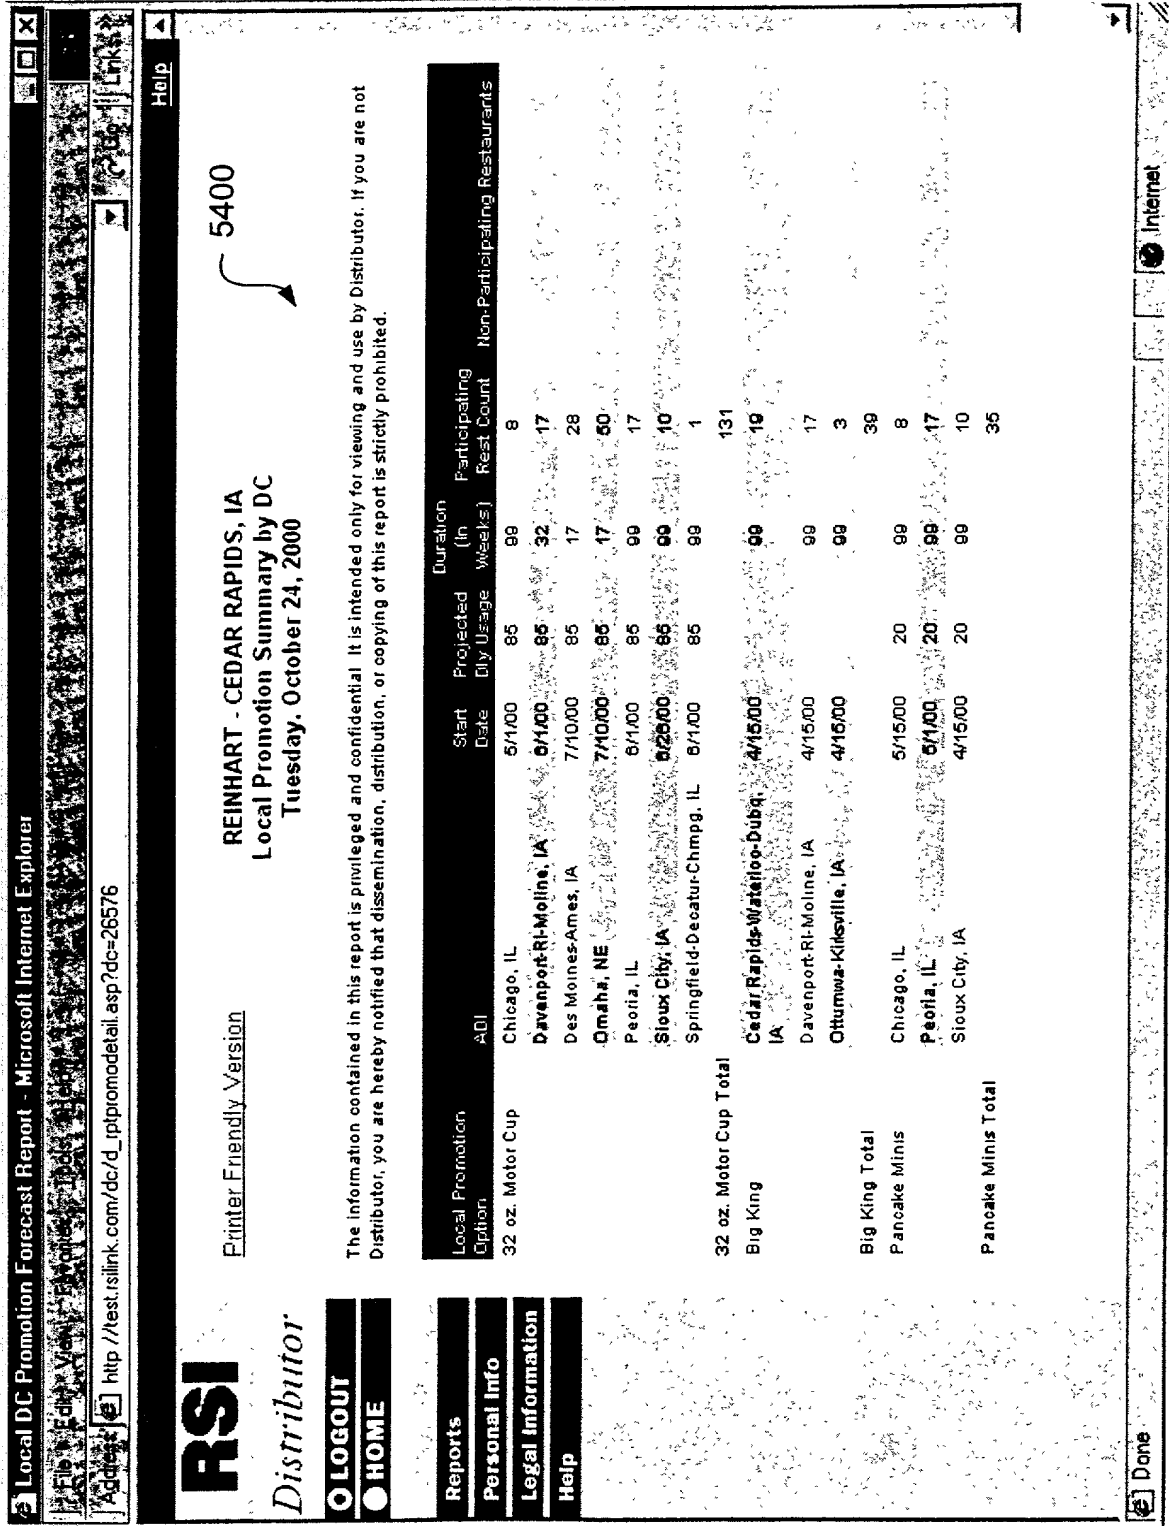 Local DC Promotion Forecast Report - Microsoft Internet Explorer
File Edit View Favorites Tools Help
Address http //test.rsilink.com/dc/d_rptpromodetail.asp?dc=26576 Go Links
Help
RSI
Distributor
LOGOUT
HOME
Reports
Personal Info
Legal Information
Help
Printer Friendly Version
REINHART - CEDAR RAPIDS, IA
Local Promotion Summary by DC
Tuesday, October 24, 2000
5400
The information contained in this report is privileged and confidential It is intended only for viewing and use by Distributor. If you are not
Distributor, you are hereby notified that dissemination, distribution, or copying of this report is strictly prohibited.
Local Promotion Option ADI Start Date Projected Dly Usage Duration (In Weeks) Participating Rest Count Non-Participating Restaurants
32 oz. Motor Cup Chicago, IL 5/1/00 85 99 8
Davenport-RI-Moline, IA 6/1/00 85 32 17
Des Moines-Ames, IA 7/10/00 85 17 28
Omaha, NE 7/10/00 85 17 50
Peoria, IL 6/1/00 85 99 17
Sioux City, IA 6/26/00 85 99 10
Springfield-Decatur-Chmpg, IL 6/1/00 85 99 1
32 oz. Motor Cup Total 131
Big King Cedar Rapids-Waterloo-Dubq, IA 4/15/00 99 19
Davenport-RI-Moline, IA 4/15/00 99 17
Ottumwa-Kirksville, IA 4/15/00 99 3
Big King Total 39
Pancake Minis Chicago, IL 5/15/00 20 99 8
Peoria, IL 5/1/00 20 99 17
Sioux City, IA 4/15/00 20 99 10
Pancake Minis Total 35
Done Internet